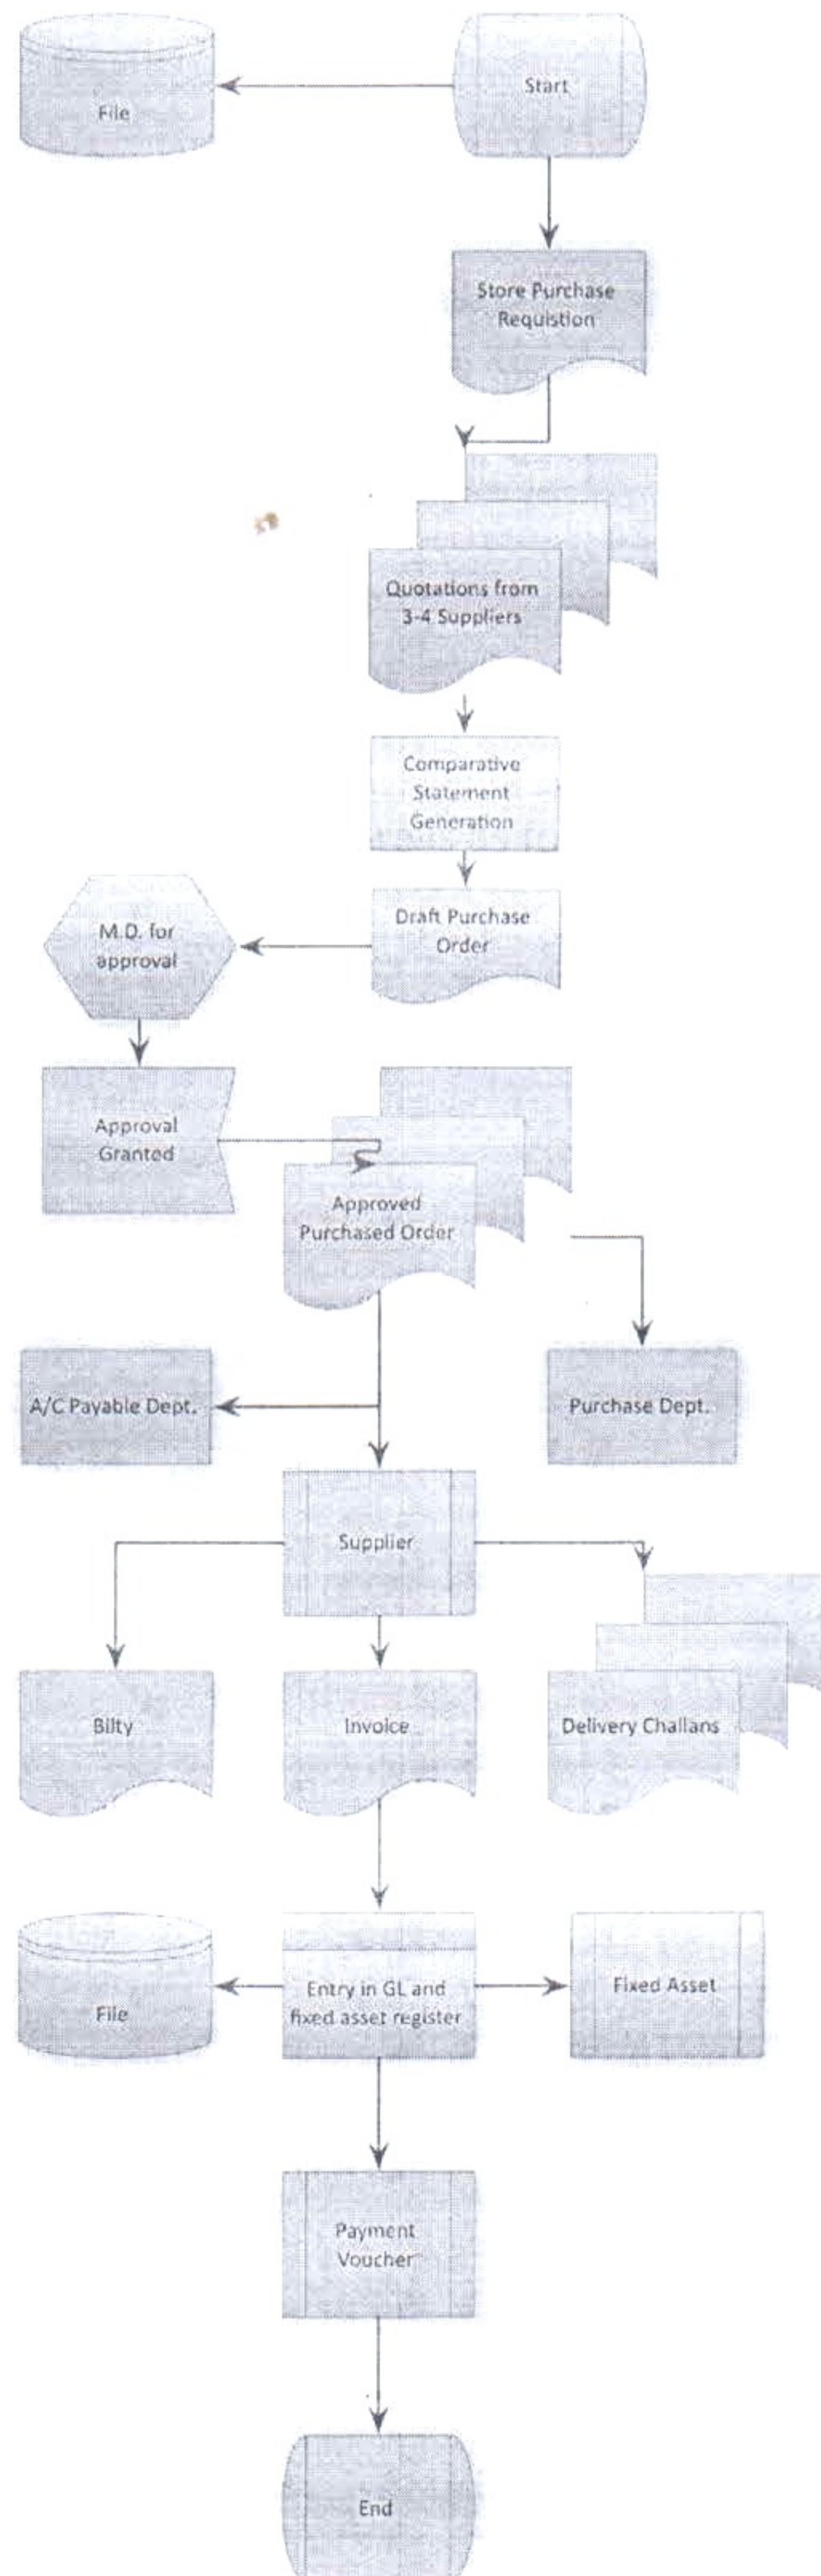 File
Start
Store Purchase
Requistion
Quotations from
3-4 Suppliers
Comparative
Statement
Generation
M.D. for
approval
Draft Purchase
Order
Approval
Granted
Approved
Purchased Order
A/C Payable Dept.
Purchase Dept.
Supplier
Bilty
Invoice
Delivery Challans
File
Entry in GL and
fixed asset register
Fixed Asset
Payment
Voucher
End